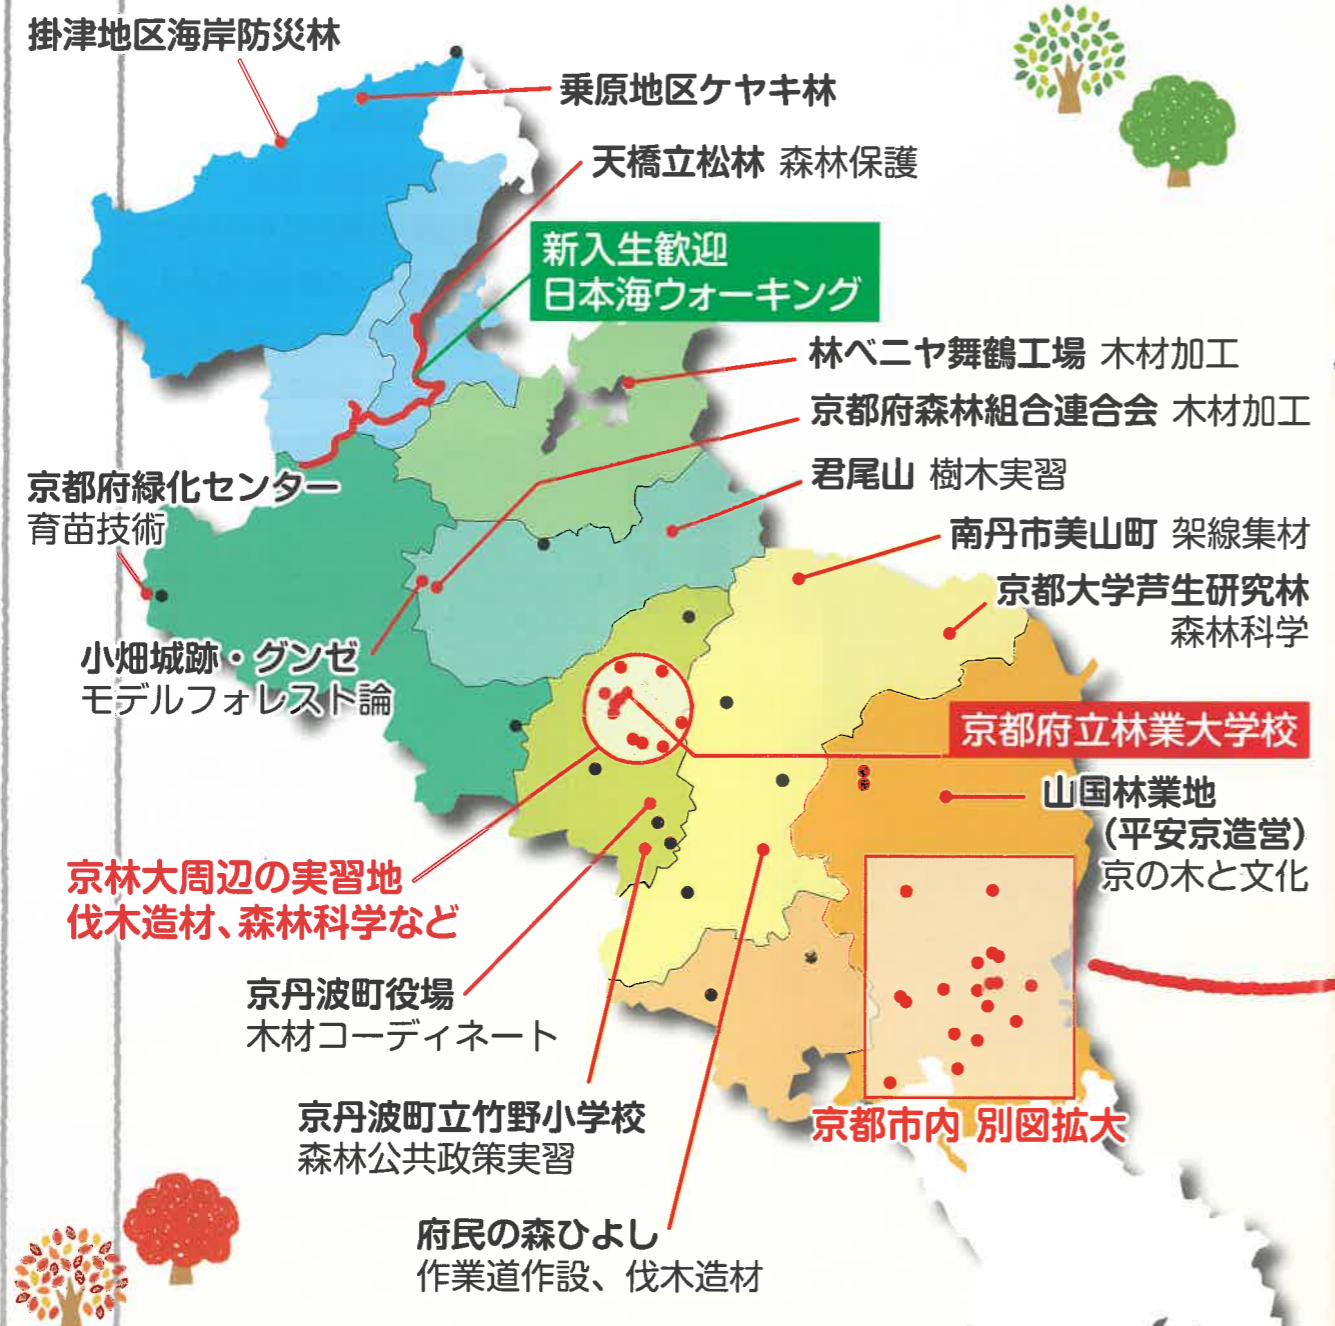 掛津地区海岸防災林
乗原地区ケヤキ林
天橋立松林 森林保護
新入生歓迎
日本海ウォーキング
林ベニヤ舞鶴工場 木材加工
京都府森林組合連合会 木材加工
君尾山 樹木実習
京都府緑化センター
育苗技術
南丹市美山町 架線集材
京都大学芦生研究林
森林科学
小畑城跡・グンゼ
モデルフォレスト論
京都府立林業大学校
山国林業地
(平安京造営)
京の木と文化
京林大周辺の実習地
伐木造材、森林科学など
京丹波町役場
木材コーディネート
京丹波町立竹野小学校
森林公共政策実習
京都市内 別図拡大
府民の森ひよし
作業道作設、伐木造材